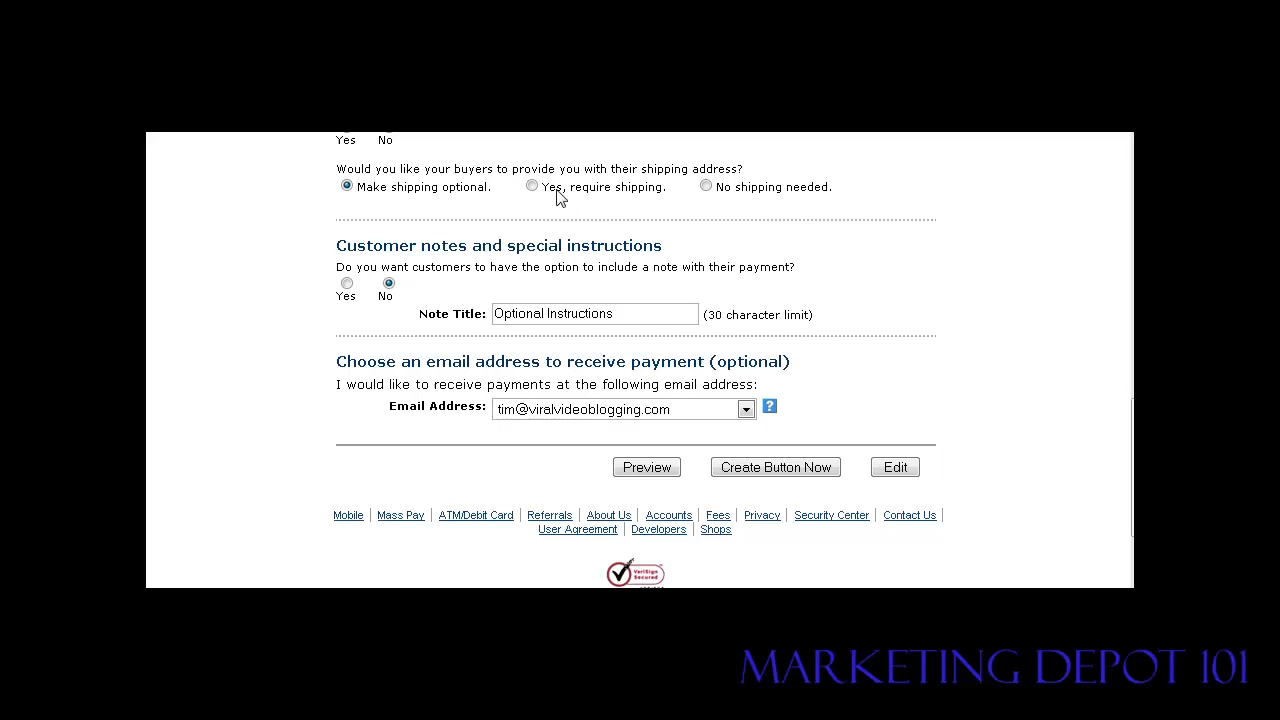 Yes No
Would you like your buyers to provide you with their shipping address?
Make shipping optional. Yes, require shipping. No shipping needed.
Customer notes and special instructions
Do you want customers to have the option to include a note with their payment?
Yes No
Note Title: Optional Instructions (30 character limit)
Choose an email address to receive payment (optional)
I would like to receive payments at the following email address:
Email Address: tim@viralvideoblogging.com ?
Preview Create Button Now Edit
Mobile | Mass Pay | ATM/Debit Card | Referrals | About Us | Accounts | Fees | Privacy | Security Center | Contact Us |
User Agreement | Developers | Shops
VeriSign
Secured
MARKETING DEPOT 101